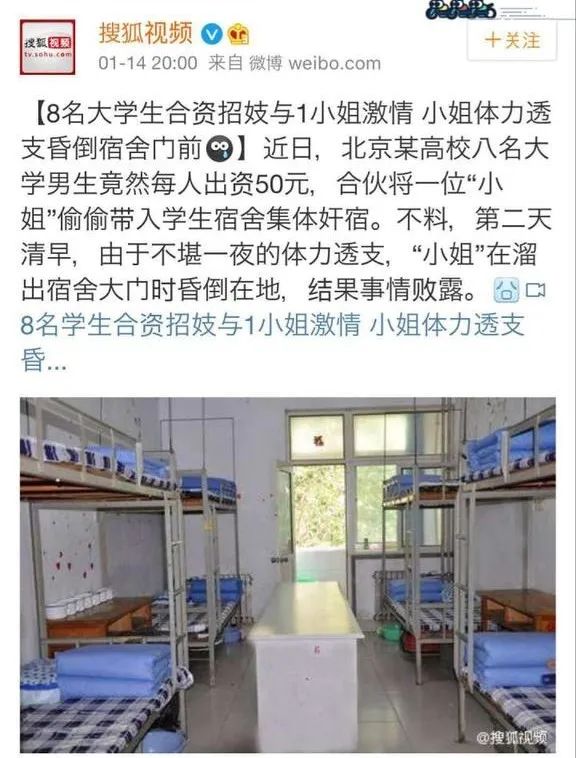 搜狐视频
tv.sohu.com
搜狐视频
+关注
01-14 20:00 来自 微博 weibo.com
【8名大学生合资招妓与1小姐激情 小姐体力透
支昏倒宿舍门前】近日，北京某高校八名大
学男生竟然每人出资50元，合伙将一位“小
姐”偷偷带入学生宿舍集体奸宿。不料，第二天
清早，由于不堪一夜的体力透支，“小姐”在溜
出宿舍大门时昏倒在地，结果事情败露。
8名学生合资招妓与1小姐激情 小姐体力透支
昏...
@搜狐视频